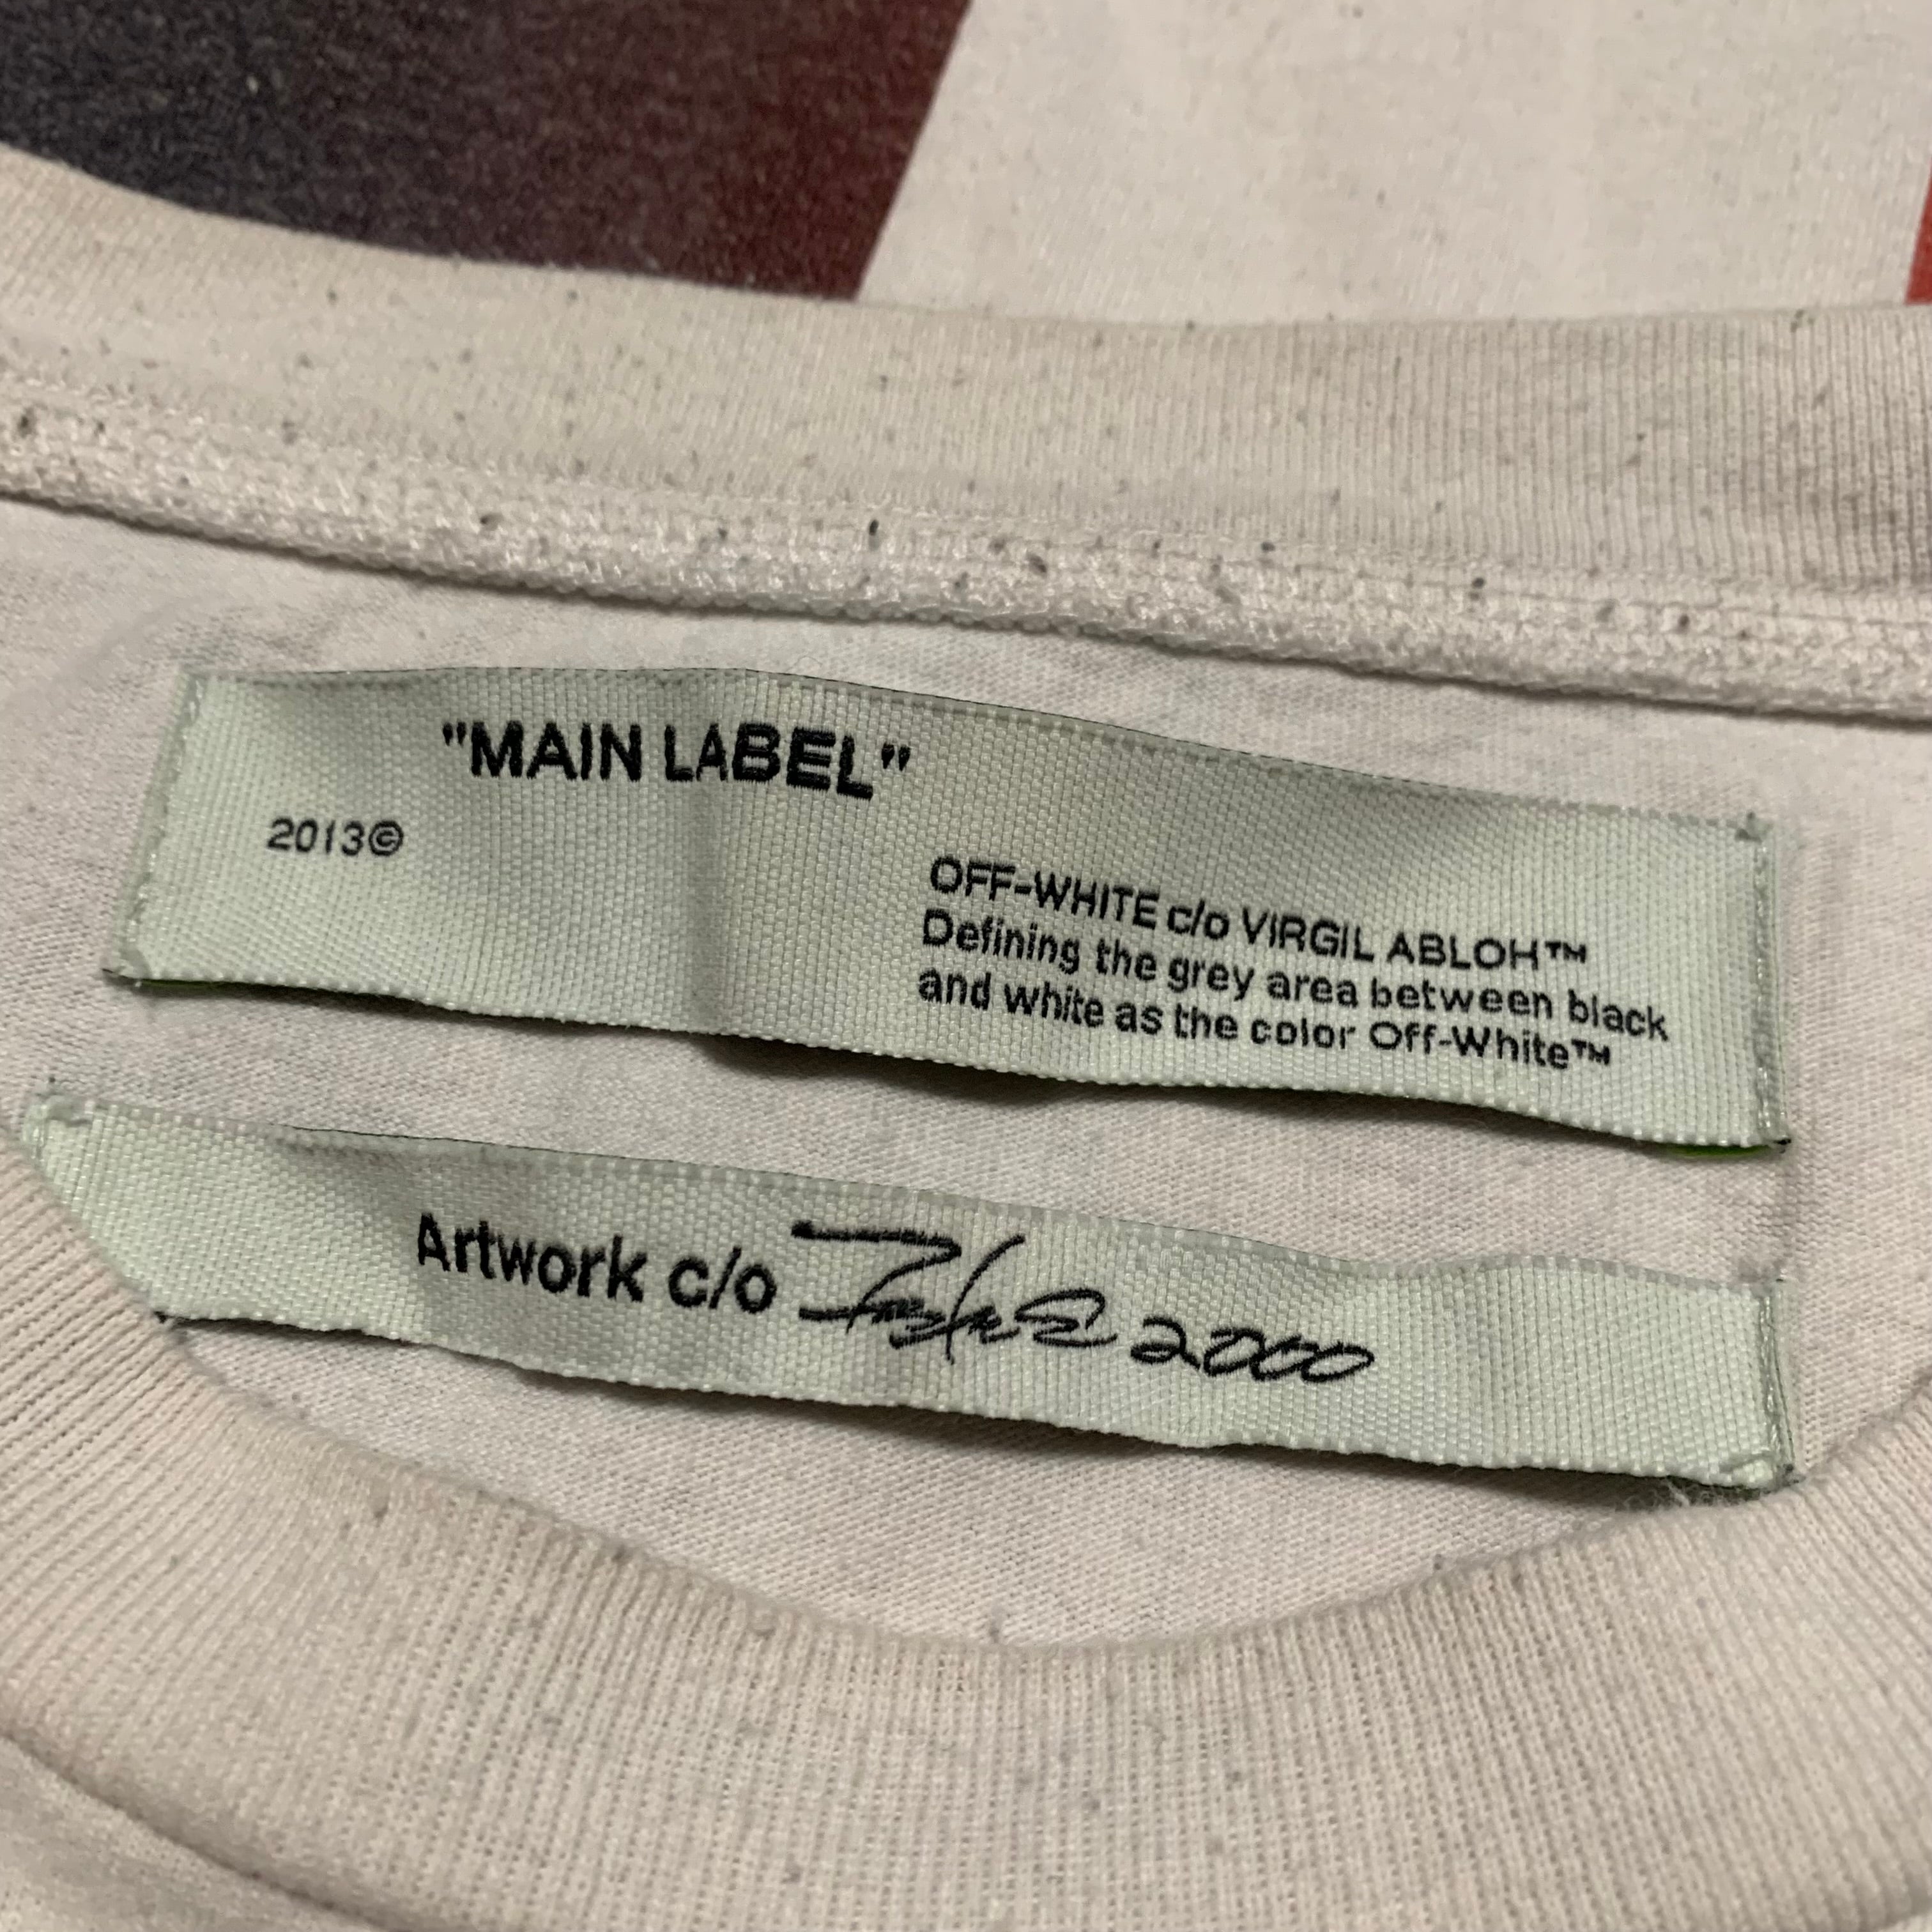 "MAIN LABEL"
2013©
OFF-WHITE c/o VIRGIL ABLOH™
Defining the grey area between black
and white as the color Off-White™
Artwork c/o Futura 2000